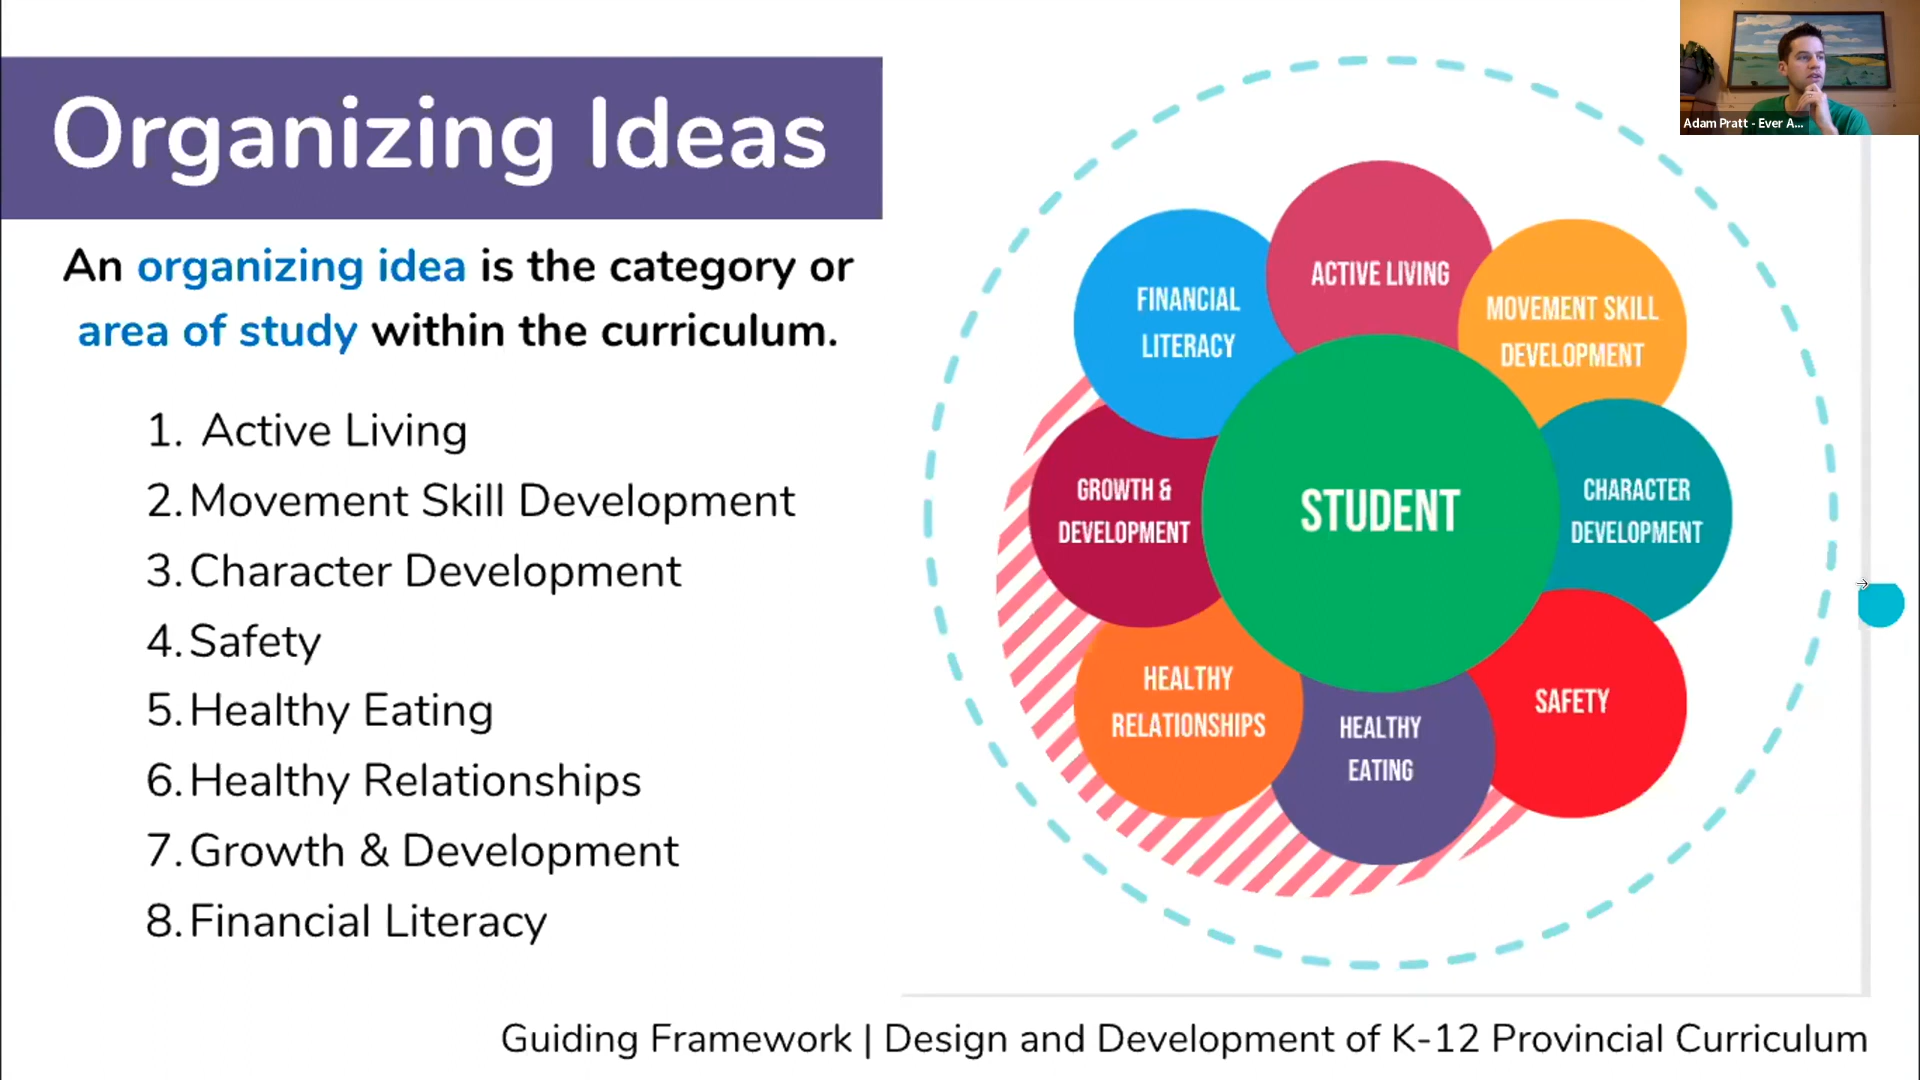 Organizing Ideas
An organizing idea is the category or
area of study within the curriculum.
1. Active Living
2. Movement Skill Development
3. Character Development
4. Safety
5. Healthy Eating
6. Healthy Relationships
7. Growth & Development
8. Financial Literacy
ACTIVE LIVING
MOVEMENT SKILL
DEVELOPMENT
CHARACTER
DEVELOPMENT
SAFETY
HEALTHY
EATING
HEALTHY
RELATIONSHIPS
GROWTH &
DEVELOPMENT
FINANCIAL
LITERACY
STUDENT
Adam Pratt - Ever A...
Guiding Framework | Design and Development of K-12 Provincial Curriculum